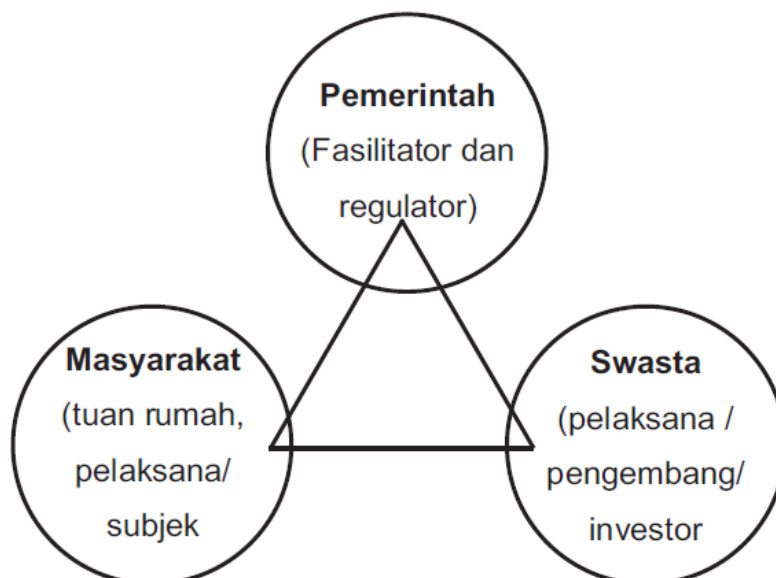 Pemerintah
(Fasilitator dan
regulator)
Masyarakat
(tuan rumah,
pelaksana/
subjek
Swasta
(pelaksana /
pengembang/
investor